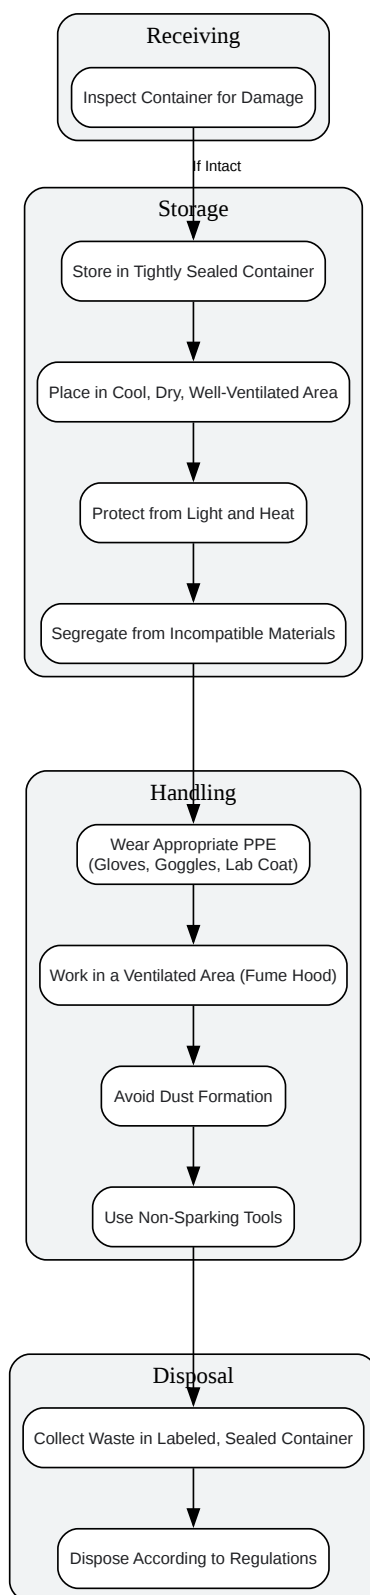 Receiving
Inspect Container for Damage
If Intact
Storage
Store in Tightly Sealed Container
Place in Cool, Dry, Well-Ventilated Area
Protect from Light and Heat
Segregate from Incompatible Materials
Handling
Wear Appropriate PPE
(Gloves, Goggles, Lab Coat)
Work in a Ventilated Area (Fume Hood)
Avoid Dust Formation
Use Non-Sparking Tools
Disposal
Collect Waste in Labeled, Sealed Container
Dispose According to Regulations